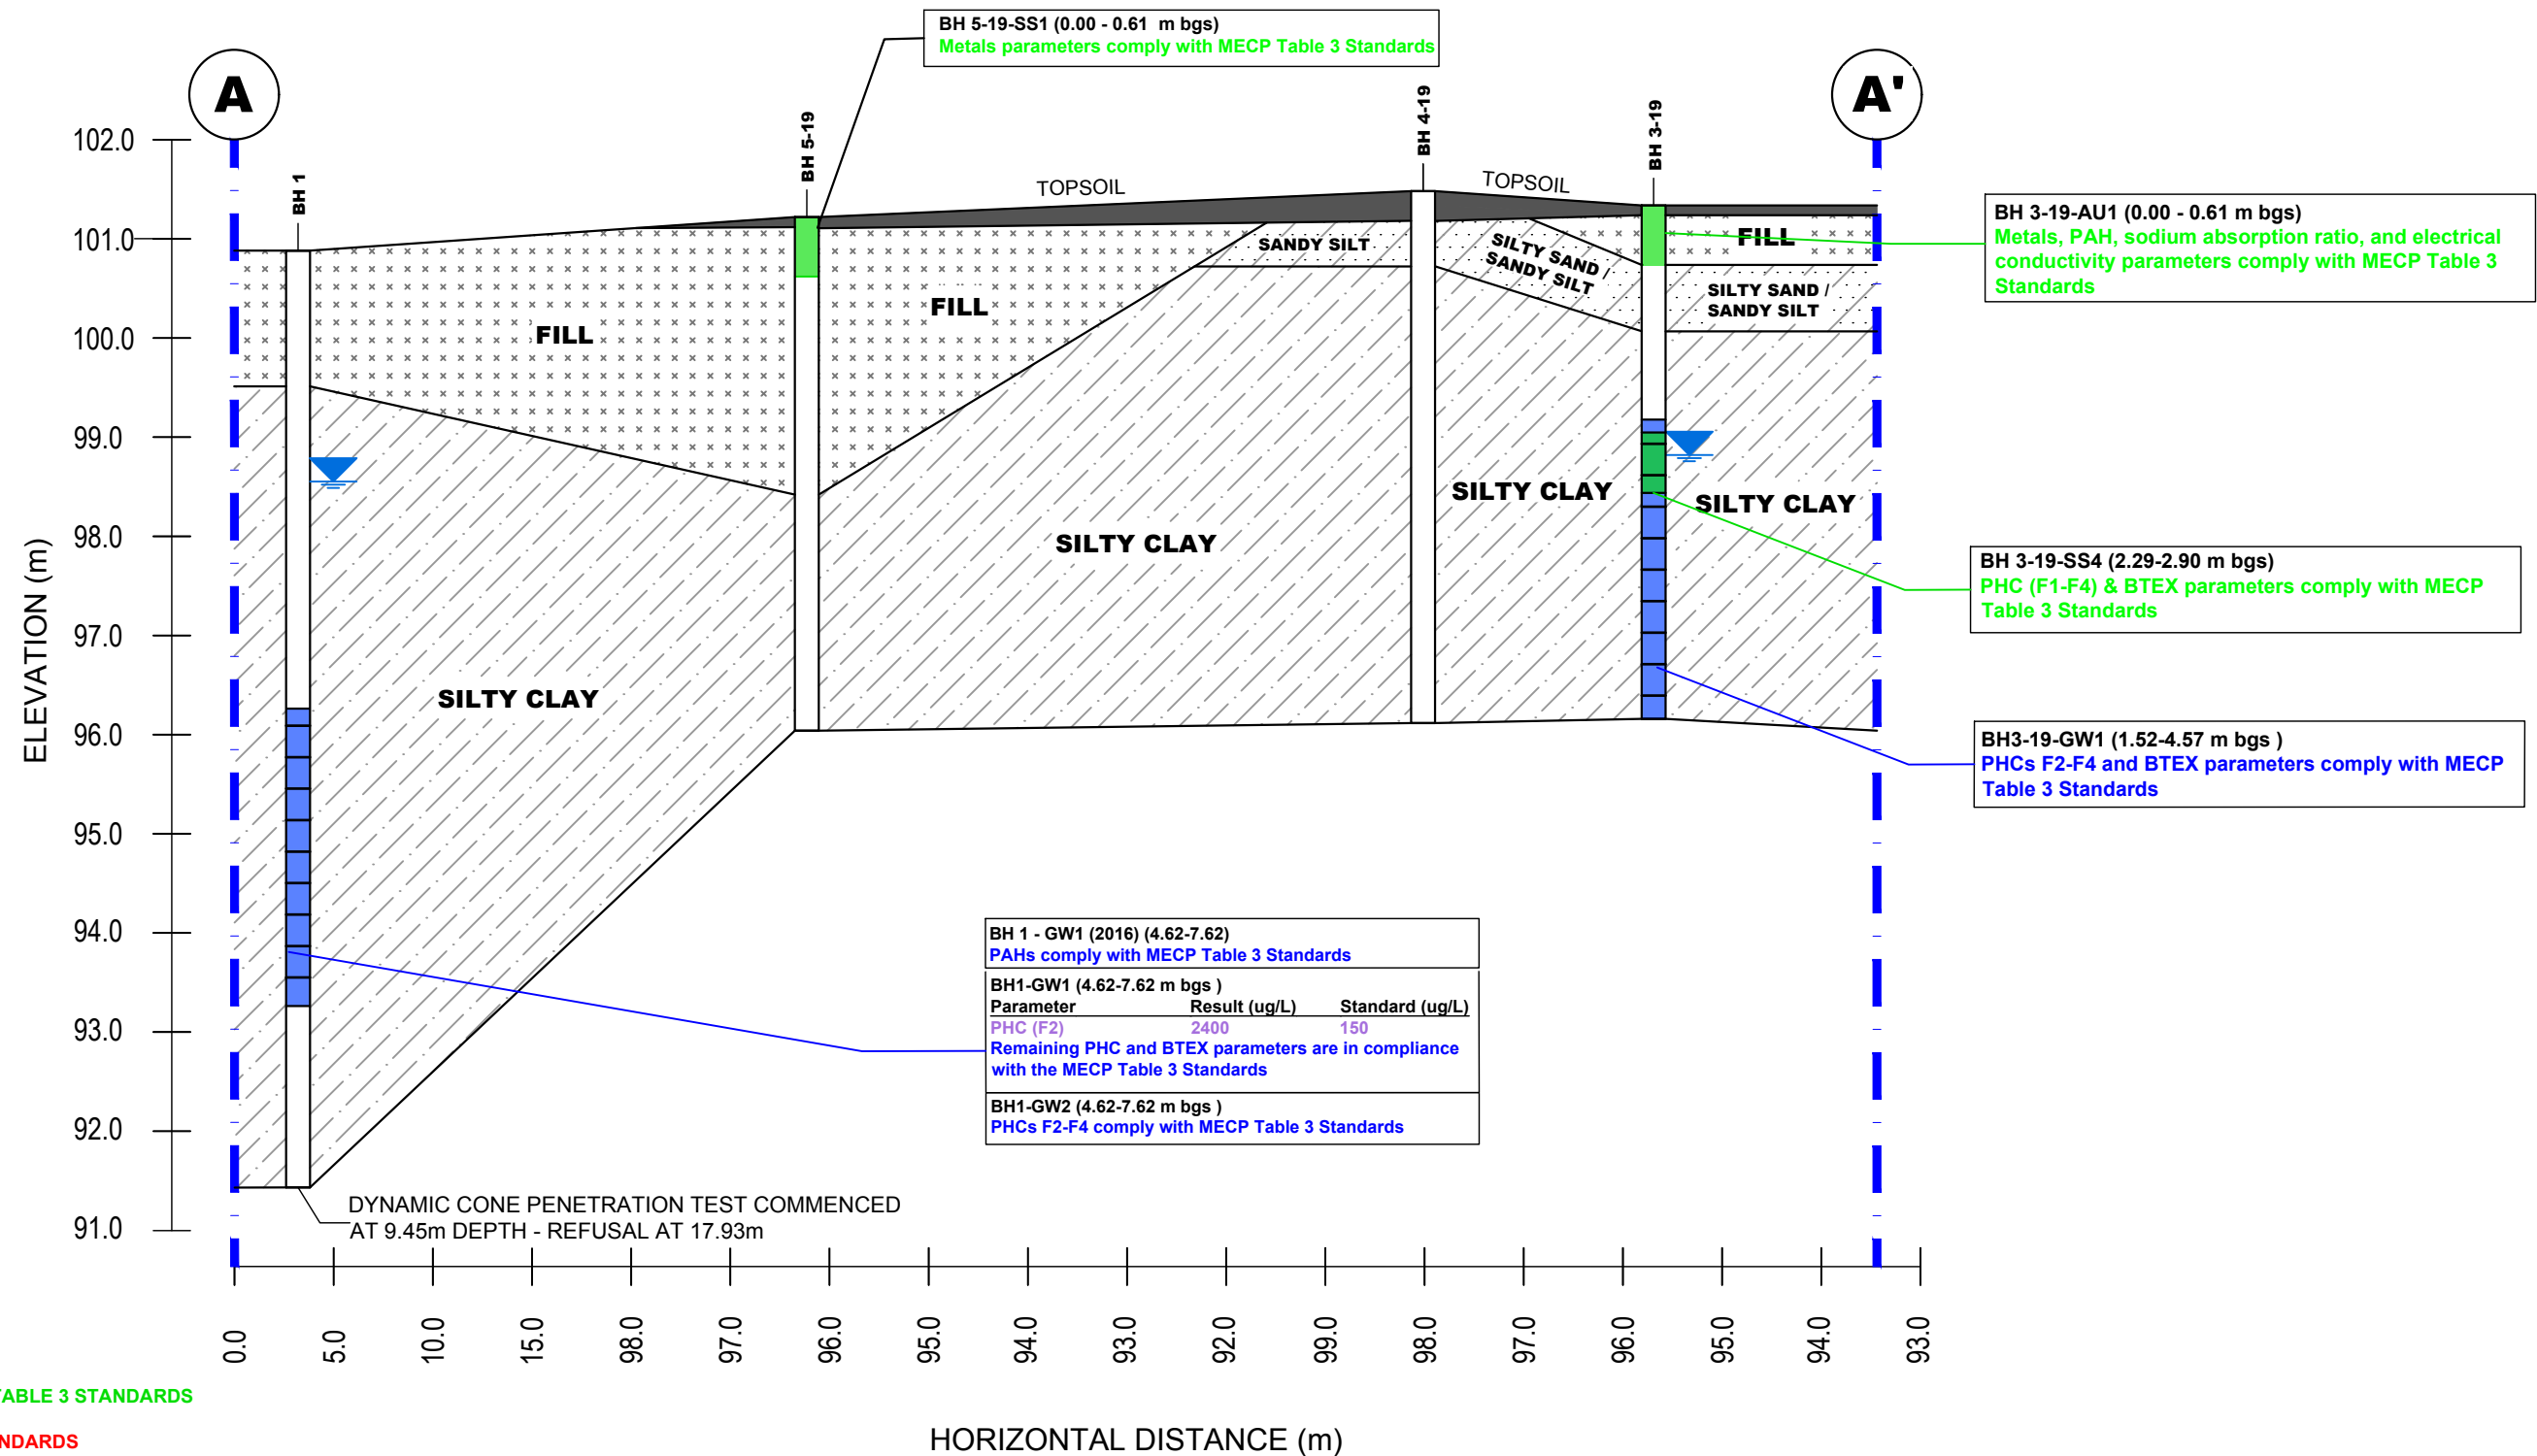 BH 5-19-SS1 (0.00 - 0.61 m bgs)
Metals parameters comply with MECP Table 3 Standards
A
A'
BH 1
BH 5-19
BH 4-19
BH 3-19
102.0
101.0
100.0
99.0
98.0
97.0
96.0
95.0
94.0
93.0
92.0
91.0
ELEVATION (m)
TOPSOIL
TOPSOIL
FILL
FILL
FILL
SANDY SILT
SILTY SAND /
SANDY SILT
SILTY SAND /
SANDY SILT
SILTY CLAY
SILTY CLAY
SILTY CLAY
SILTY CLAY
BH 3-19-AU1 (0.00 - 0.61 m bgs)
Metals, PAH, sodium absorption ratio, and electrical
conductivity parameters comply with MECP Table 3
Standards
BH 3-19-SS4 (2.29-2.90 m bgs)
PHC (F1-F4) & BTEX parameters comply with MECP
Table 3 Standards
BH3-19-GW1 (1.52-4.57 m bgs )
PHCs F2-F4 and BTEX parameters comply with MECP
Table 3 Standards
BH 1 - GW1 (2016) (4.62-7.62)
PAHs comply with MECP Table 3 Standards
BH1-GW1 (4.62-7.62 m bgs )
Parameter Result (ug/L) Standard (ug/L)
PHC (F2) 2400 150
Remaining PHC and BTEX parameters are in compliance
with the MECP Table 3 Standards
BH1-GW2 (4.62-7.62 m bgs )
PHCs F2-F4 comply with MECP Table 3 Standards
DYNAMIC CONE PENETRATION TEST COMMENCED
AT 9.45m DEPTH - REFUSAL AT 17.93m
0.0 5.0 10.0 15.0 98.0 97.0 96.0 95.0 94.0 93.0 92.0 99.0 98.0 97.0 96.0 95.0 94.0 93.0
TABLE 3 STANDARDS
NDARDS
HORIZONTAL DISTANCE (m)